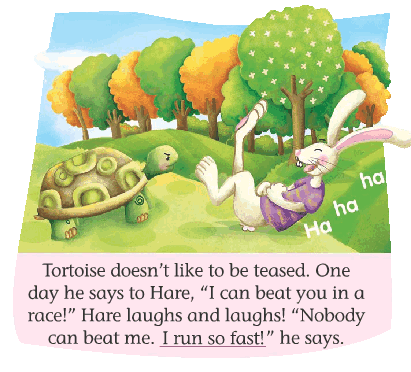 Ha ha ha
Tortoise doesn't like to be teased. One
day he says to Hare, “I can beat you in a
race!” Hare laughs and laughs! “Nobody
can beat me. I run so fast!” he says.